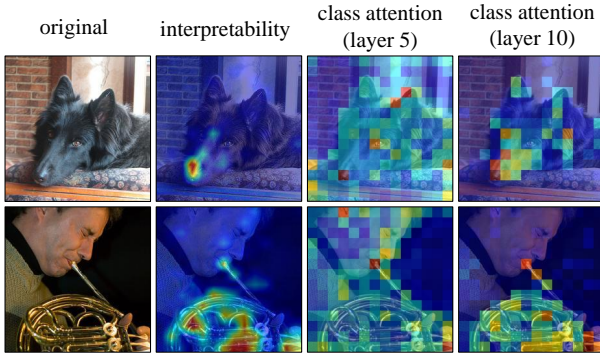 original
interpretability
class attention
(layer 5)
class attention
(layer 10)